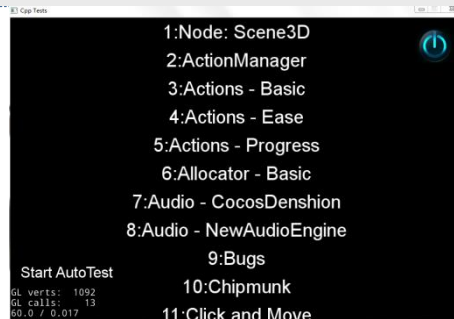 Cpp Tests
1:Node: Scene3D
2:ActionManager
3:Actions - Basic
4:Actions - Ease
5:Actions - Progress
6:Allocator - Basic
7:Audio - CocosDenshion
8:Audio - NewAudioEngine
9:Bugs
Start AutoTest
10:Chipmunk
GL verts: 1092
GL calls: 13
60.0 / 0.017
11:Click and Move